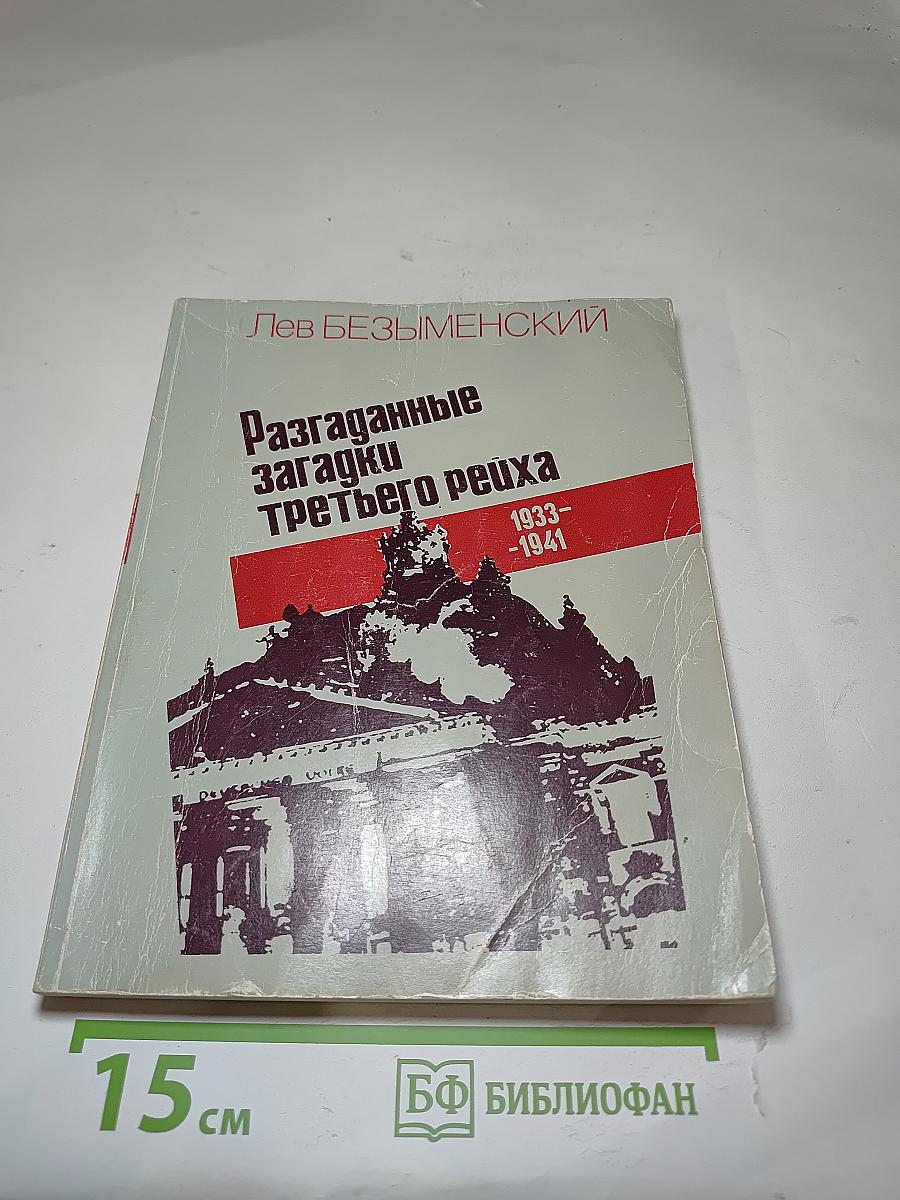 Лев БЕЗЫМЕНСКИЙ
Разгаданные
загадки
третьего рейха
1933–
-1941
15 см
БФ БИБЛИОФАН